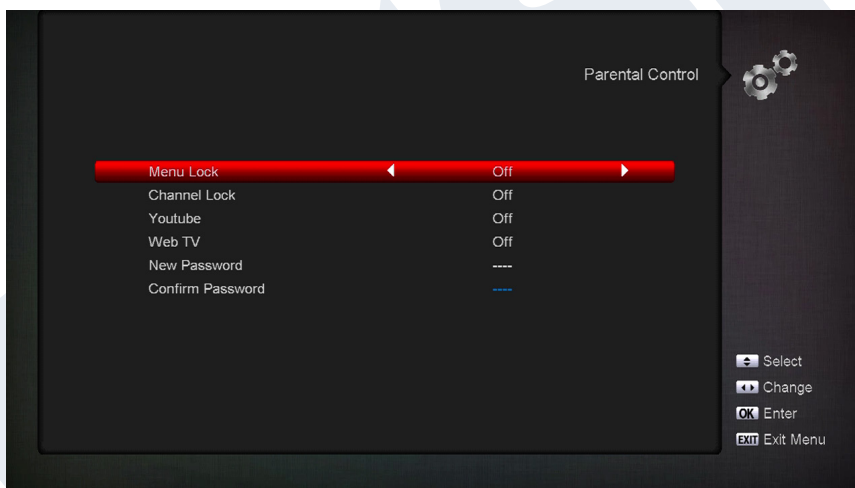 Parental Control
Menu Lock Off
Channel Lock Off
Youtube Off
Web TV Off
New Password ----
Confirm Password ----
Select
Change
OK Enter
EXIT Exit Menu